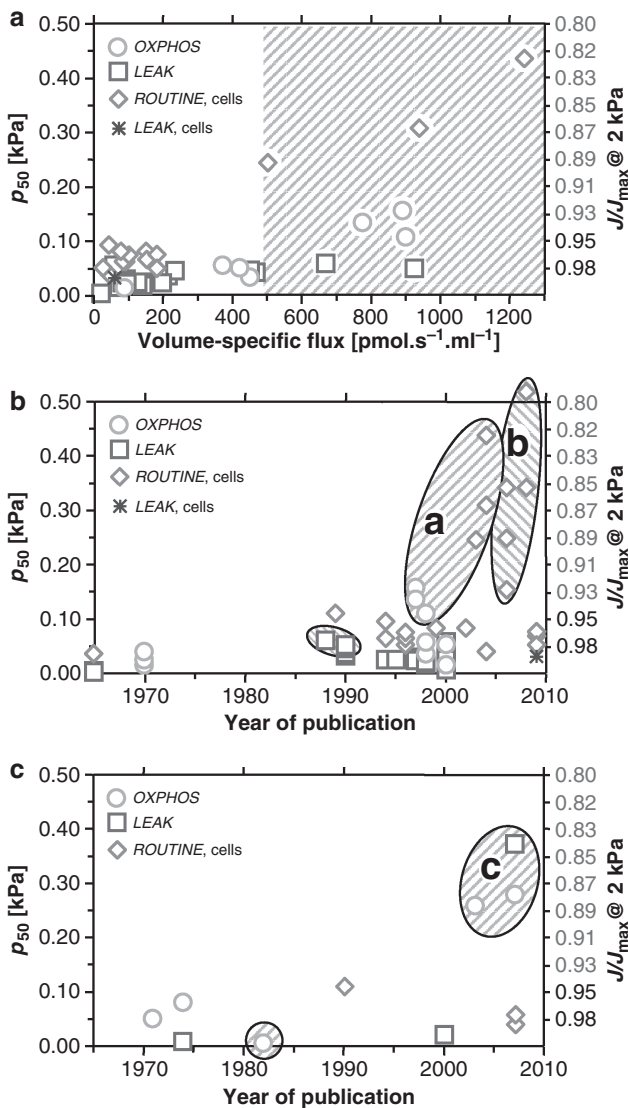 a
0.50
0.40
0.30
0.20
0.10
0.00
p50 [kPa]
OXPHOS
LEAK
ROUTINE, cells
LEAK, cells
0.80
0.82
0.83
0.85
0.87
0.89
0.91
0.93
0.95
0.98
J/Jmax @ 2 kPa
0 200 400 600 800 1000 1200
Volume-specific flux [pmol.s−1.ml−1]
b
0.50
0.40
0.30
0.20
0.10
0.00
p50 [kPa]
OXPHOS
LEAK
ROUTINE, cells
LEAK, cells
a
b
0.80
0.82
0.83
0.85
0.87
0.89
0.91
0.93
0.95
0.98
J/Jmax @ 2 kPa
1970 1980 1990 2000 2010
Year of publication
c
0.50
0.40
0.30
0.20
0.10
0.00
p50 [kPa]
OXPHOS
LEAK
ROUTINE, cells
c
0.80
0.82
0.83
0.85
0.87
0.89
0.91
0.93
0.95
0.98
J/Jmax @ 2 kPa
1970 1980 1990 2000 2010
Year of publication